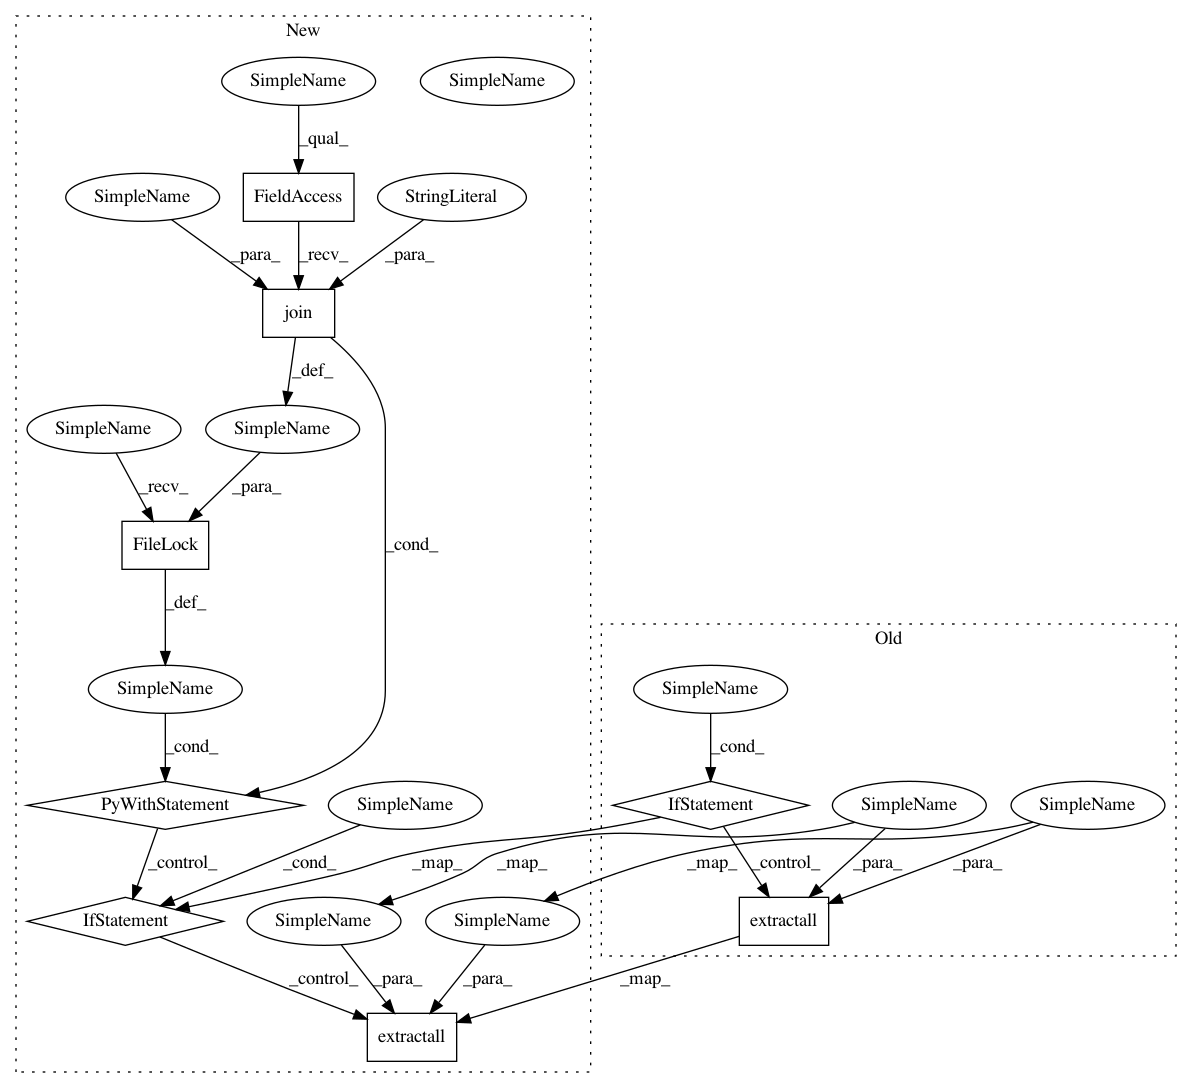 New
SimpleName
SimpleName
_qual_
SimpleName
FieldAccess
StringLiteral
_para_
_recv_
_para_
join
_def_
SimpleName
SimpleName
_recv_
_para_
FileLock
_cond_
_def_
Old
SimpleName
SimpleName
_cond_
_cond_
PyWithStatement
SimpleName
IfStatement
SimpleName
SimpleName
_control_
_cond_
_map_
_map_
_map_
_control_
_para_
_para_
IfStatement
SimpleName
SimpleName
extractall
_control_
_para_
_para_
_map_
extractall